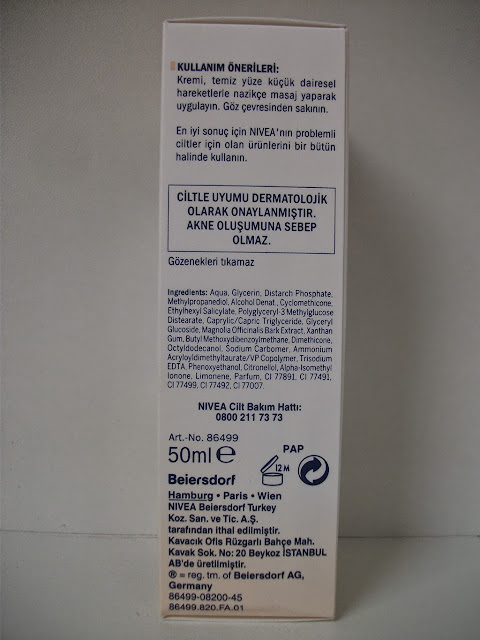 KULLANIM ÖNERİLERİ:
Kremi, temiz yüze küçük dairesel
hareketlerle nazikçe masaj yaparak
uygulayın. Göz çevresinden sakının.
En iyi sonuç için NIVEA'nın problemli
ciltler için olan ürünlerini bir bütün
halinde kullanın.
CİLTLE UYUMU DERMATOLOJİK
OLARAK ONAYLANMIŞTIR.
AKNE OLUŞUMUNA SEBEP
OLMAZ.
Gözenekleri tıkamaz
Ingredients: Aqua, Glycerin, Distarch Phosphate,
Methylpropanediol, Alcohol Denat., Cyclomethicone,
Ethylhexyl Salicylate, Polyglyceryl-3 Methylglucose
Distearate, Caprylic/Capric Triglyceride, Glyceryl
Glucoside, Magnolia Officinalis Bark Extract, Xanthan
Gum, Butyl Methoxydibenzoylmethane, Dimethicone,
Octyldodecanol, Sodium Carbomer, Ammonium
Acryloyldimethyltaurate/VP Copolymer, Trisodium
EDTA, Phenoxyethanol, Citronellol, Alpha-Isomethyl
Ionone, Limonene, Parfum, CI 77891, CI 77491,
CI 77499, CI 77492, CI 77007.
NIVEA Cilt Bakım Hattı:
0800 211 73 73
Art.-No. 86499
50ml e
12 M
PAP
Beiersdorf
Hamburg • Paris • Wien
NIVEA Beiersdorf Turkey
Koz. San. ve Tic. A.Ş.
tarafından ithal edilmiştir.
Kavacık Ofis Rüzgarlı Bahçe Mah.
Kavak Sok. No: 20 Beykoz İSTANBUL
AB'de üretilmiştir.
® = reg. tm. of Beiersdorf AG,
Germany
86499-08200-45
86499.820.FA.01